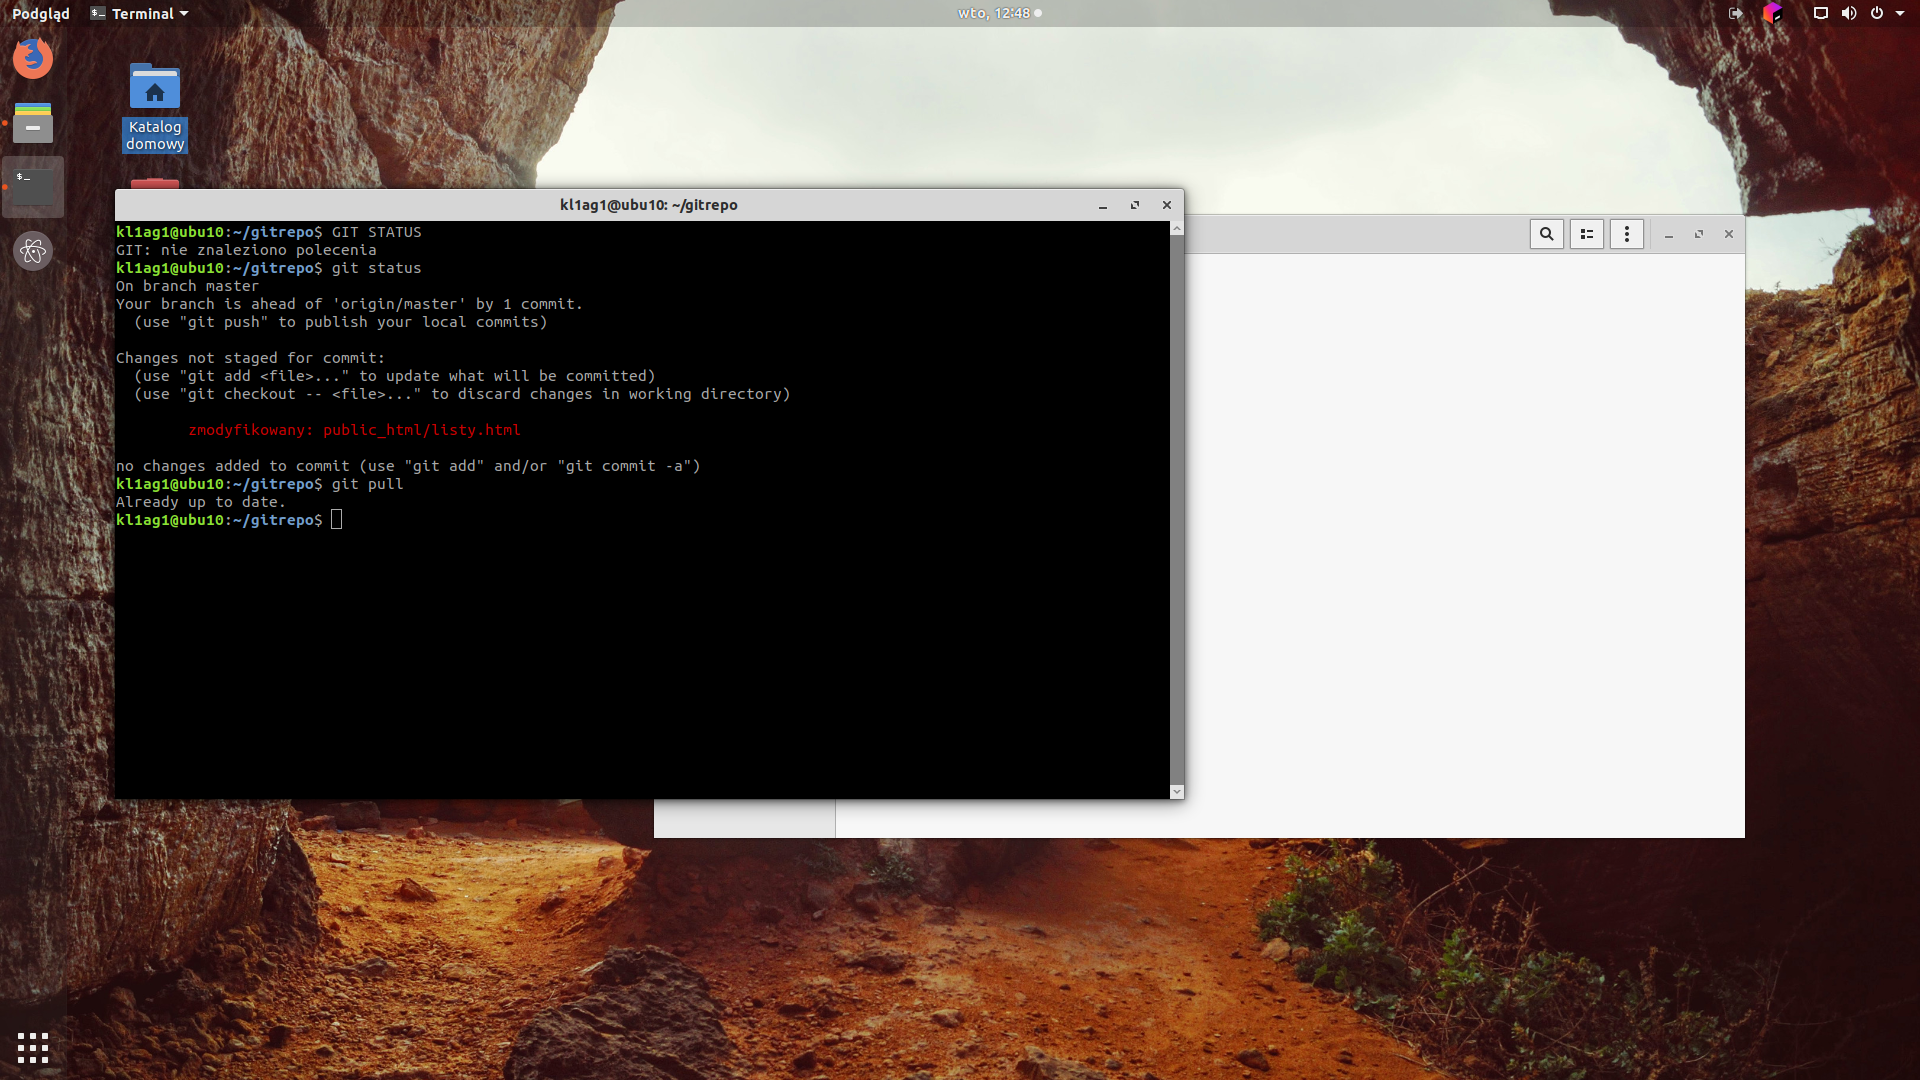 Podgląd
Terminal
wto, 12:48
Katalog
domowy
$_
kl1ag1@ubu10: ~/gitrepo
kl1ag1@ubu10:~/gitrepo$ GIT STATUS
GIT: nie znaleziono polecenia
kl1ag1@ubu10:~/gitrepo$ git status
On branch master
Your branch is ahead of 'origin/master' by 1 commit.
  (use "git push" to publish your local commits)
Changes not staged for commit:
  (use "git add <file>..." to update what will be committed)
  (use "git checkout -- <file>..." to discard changes in working directory)
zmodyfikowany: public_html/listy.html
no changes added to commit (use "git add" and/or "git commit -a")
kl1ag1@ubu10:~/gitrepo$ git pull
Already up to date.
kl1ag1@ubu10:~/gitrepo$